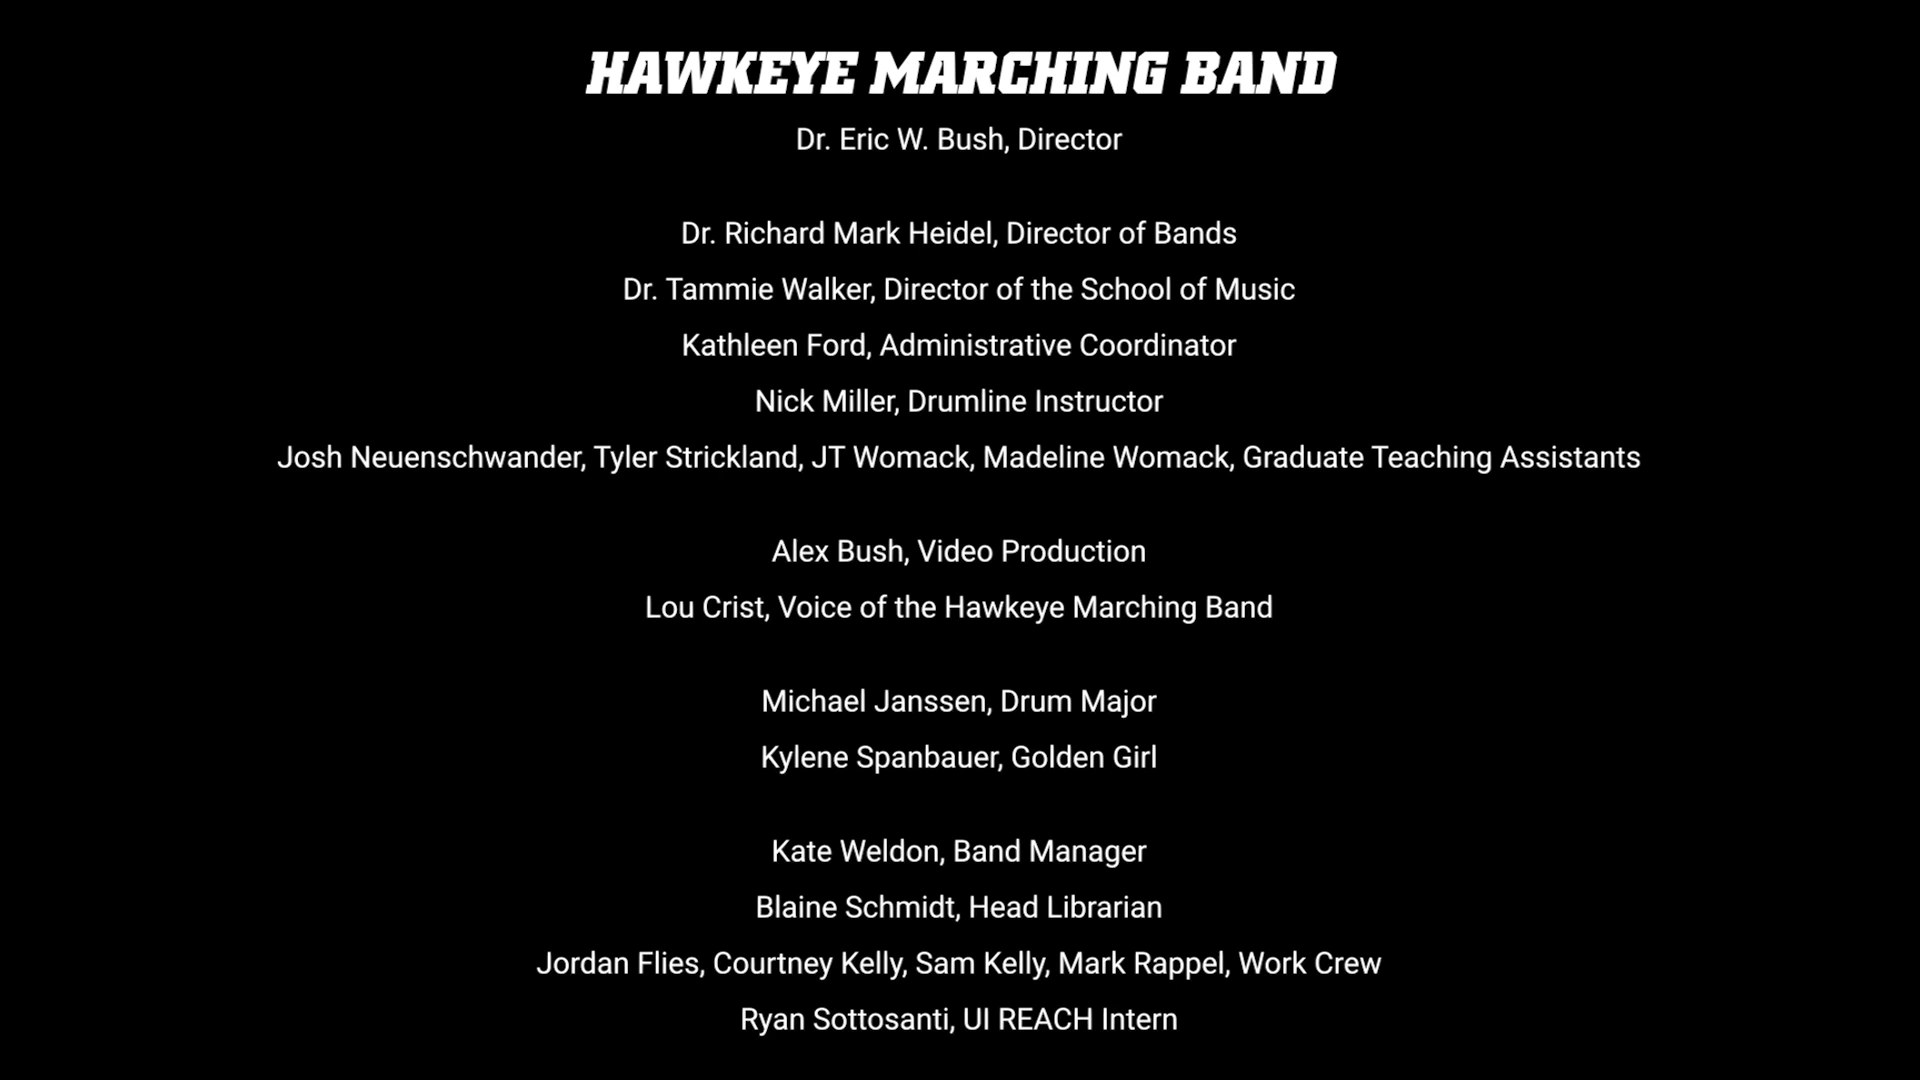 HAWKEYE MARCHING BAND
Dr. Eric W. Bush, Director
Dr. Richard Mark Heidel, Director of Bands
Dr. Tammie Walker, Director of the School of Music
Kathleen Ford, Administrative Coordinator
Nick Miller, Drumline Instructor
Josh Neuenschwander, Tyler Strickland, JT Womack, Madeline Womack, Graduate Teaching Assistants
Alex Bush, Video Production
Lou Crist, Voice of the Hawkeye Marching Band
Michael Janssen, Drum Major
Kylene Spanbauer, Golden Girl
Kate Weldon, Band Manager
Blaine Schmidt, Head Librarian
Jordan Flies, Courtney Kelly, Sam Kelly, Mark Rappel, Work Crew
Ryan Sottosanti, UI REACH Intern